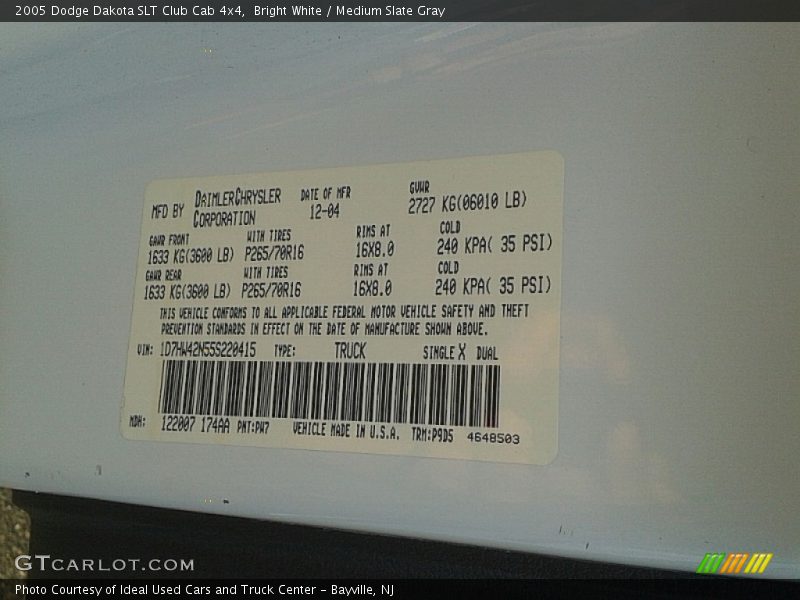 2005 Dodge Dakota SLT Club Cab 4x4,  Bright White / Medium Slate Gray
MFD BY DAIMLERCHRYSLER CORPORATION DATE OF MFR 12-04 GVWR 2727 KG(06010 LB)
GAWR FRONT WITH TIRES RIMS AT COLD
1633 KG(3600 LB) P265/70R16 16X8.0 240 KPA( 35 PSI)
GAWR REAR WITH TIRES RIMS AT COLD
1633 KG(3600 LB) P265/70R16 16X8.0 240 KPA( 35 PSI)
THIS VEHICLE CONFORMS TO ALL APPLICABLE FEDERAL MOTOR VEHICLE SAFETY AND THEFT
PREVENTION STANDARDS IN EFFECT ON THE DATE OF MANUFACTURE SHOWN ABOVE.
VIN: 1D7HW42N55S220415 TYPE: TRUCK SINGLE X DUAL
MDH: 122007 174AA PNT:PW7 VEHICLE MADE IN U.S.A. TRM:P9D5 4648503
GTCARLOT.COM
Photo Courtesy of Ideal Used Cars and Truck Center – Bayville, NJ